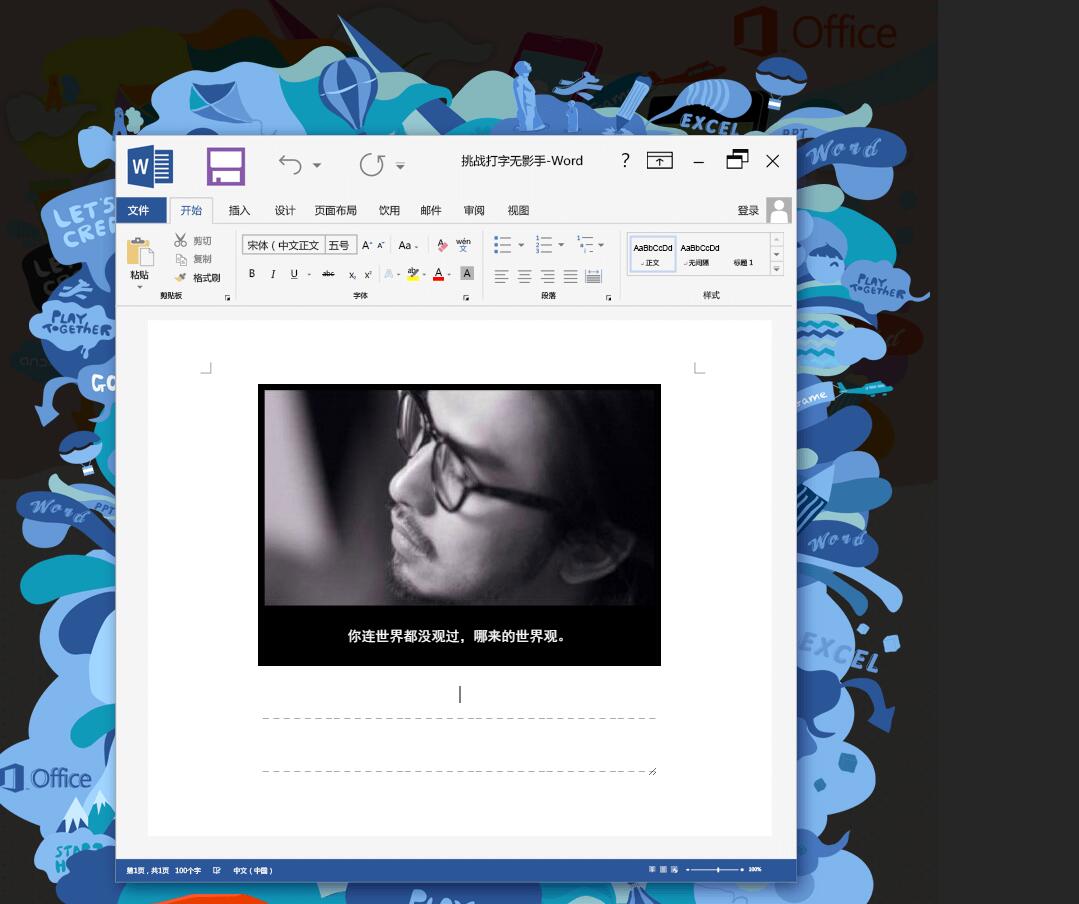 Office
EXCEL
PPT
Word
LET'S
CRE
PLAY
TOGETHER
GO
Word
PPT
Office
START
W
挑战打字无影手-Word
?
文件
开始
插入
设计
页面布局
饮用
邮件
审阅
视图
登录
粘贴
剪切
复制
格式刷
剪贴板
宋体（中文正文
五号
A
A
Aa
A
wén
文
B
I
U
abc
x₂
x²
A
aby
A
A
字体
段落
AaBbCcDd
AaBbCcDd
正文
无间隔
标题 1
样式
PLAY
TOGETHER
Game
Word
EXCEL
你连世界都没观过，哪来的世界观。
第1页，共1页
100个字
中文（中国）
100%
PLAY